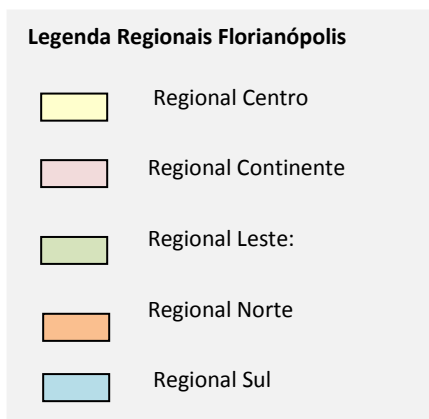 Legenda Regionais Florianópolis
Regional Centro
Regional Continente
Regional Leste:
Regional Norte
Regional Sul